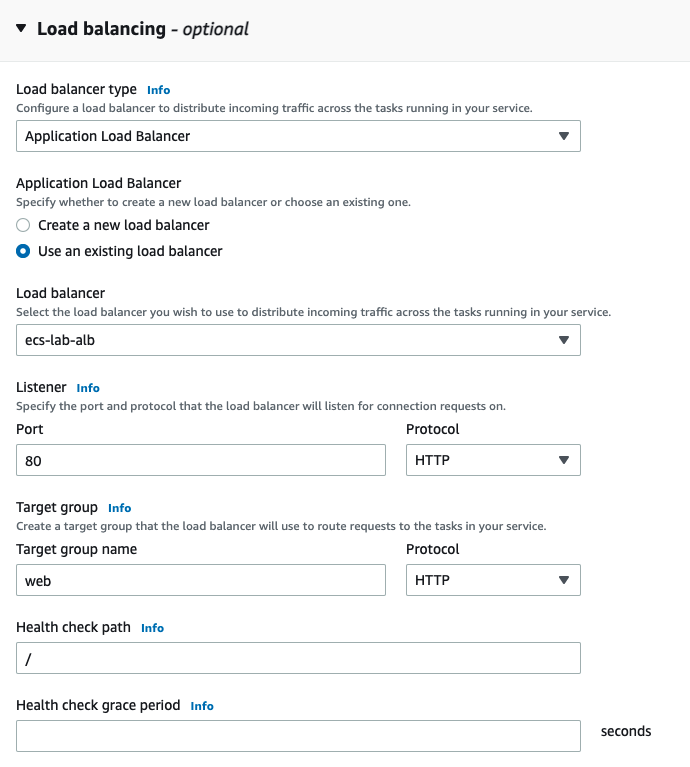 Load balancing - optional
Load balancer type Info
Configure a load balancer to distribute incoming traffic across the tasks running in your service.
Application Load Balancer
Application Load Balancer
Specify whether to create a new load balancer or choose an existing one.
Create a new load balancer
Use an existing load balancer
Load balancer
Select the load balancer you wish to use to distribute incoming traffic across the tasks running in your service.
ecs-lab-alb
Listener Info
Specify the port and protocol that the load balancer will listen for connection requests on.
Port Protocol
80 HTTP
Target group Info
Create a target group that the load balancer will use to route requests to the tasks in your service.
Target group name Protocol
web HTTP
Health check path Info
/
Health check grace period Info
seconds